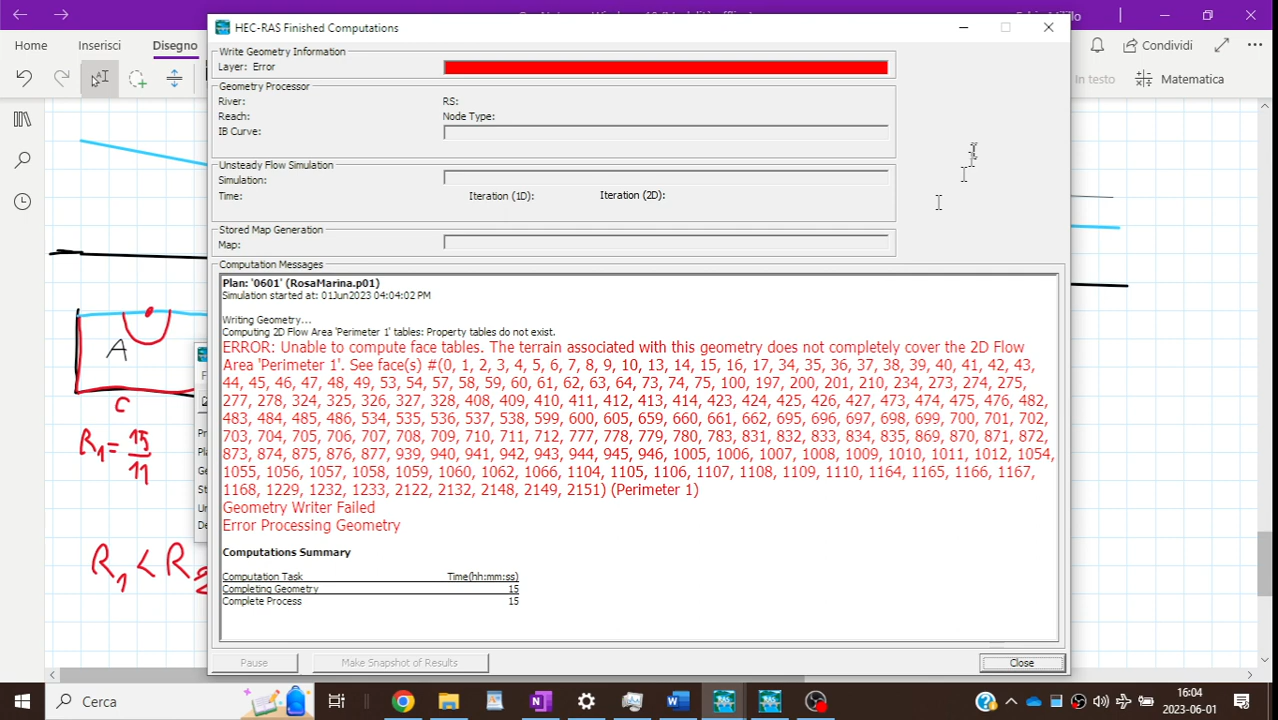 HEC-RAS Finished Computations
Home
Inserisci
Disegno
Condividi
In testo
Matematica
Write Geometry Information
Layer: Error
Geometry Processor
River:
RS:
Reach:
Node Type:
IB Curve:
Unsteady Flow Simulation
Simulation:
Time:
Iteration (1D):
Iteration (2D):
Stored Map Generation
Map:
Computation Messages
Plan: '0601' (RosaMarina.p01)
Simulation started at: 01Jun2023 04:04:02 PM
Writing Geometry...
Computing 2D Flow Area 'Perimeter 1' tables: Property tables do not exist.
ERROR: Unable to compute face tables. The terrain associated with this geometry does not completely cover the 2D Flow
Area 'Perimeter 1'. See face(s) #(0, 1, 2, 3, 4, 5, 6, 7, 8, 9, 10, 13, 14, 15, 16, 17, 34, 35, 36, 37, 38, 39, 40, 41, 42, 43,
44, 45, 46, 47, 48, 49, 53, 54, 57, 58, 59, 60, 61, 62, 63, 64, 73, 74, 75, 100, 197, 200, 201, 210, 234, 273, 274, 275,
277, 278, 324, 325, 326, 327, 328, 408, 409, 410, 411, 412, 413, 414, 423, 424, 425, 426, 427, 473, 474, 475, 476, 482,
483, 484, 485, 486, 534, 535, 536, 537, 538, 599, 600, 605, 659, 660, 661, 662, 695, 696, 697, 698, 699, 700, 701, 702,
703, 704, 705, 706, 707, 708, 709, 710, 711, 712, 777, 778, 779, 780, 783, 831, 832, 833, 834, 835, 869, 870, 871, 872,
873, 874, 875, 876, 877, 939, 940, 941, 942, 943, 944, 945, 946, 1005, 1006, 1007, 1008, 1009, 1010, 1011, 1012, 1054,
1055, 1056, 1057, 1058, 1059, 1060, 1062, 1066, 1104, 1105, 1106, 1107, 1108, 1109, 1110, 1164, 1165, 1166, 1167,
1168, 1229, 1232, 1233, 2122, 2132, 2148, 2149, 2151) (Perimeter 1)
Geometry Writer Failed
Error Processing Geometry
Computations Summary
Computation Task Time(hh:mm:ss)
Completing Geometry 15
Complete Process 15
Pause
Make Snapshot of Results
Close
A
C
R1 = 15/11
R1 < R2
Cerca
16:04
2023-06-01